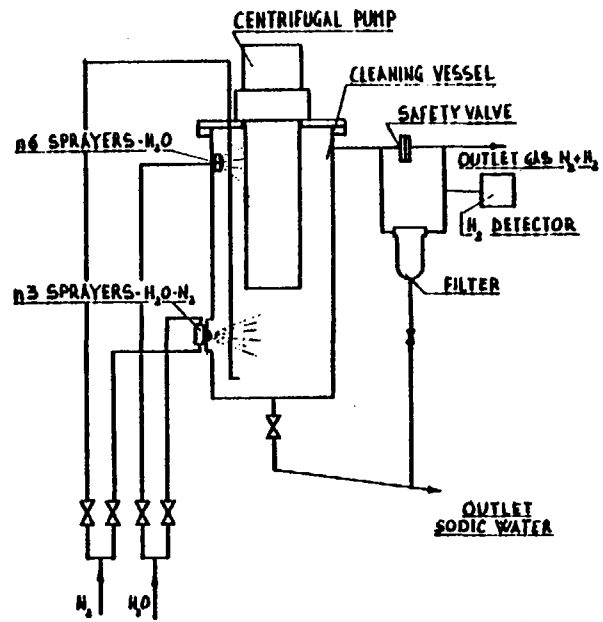 CENTRIFUGAL PUMP
CLEANING VESSEL
SAFETY VALVE
n6 SPRAYERS-H₂O
OUTLET GAS N₂+H₂
H₂ DETECTOR
FILTER
n3 SPRAYERS-H₂O-N₂
OUTLET
SODIC WATER
N₂
H₂O